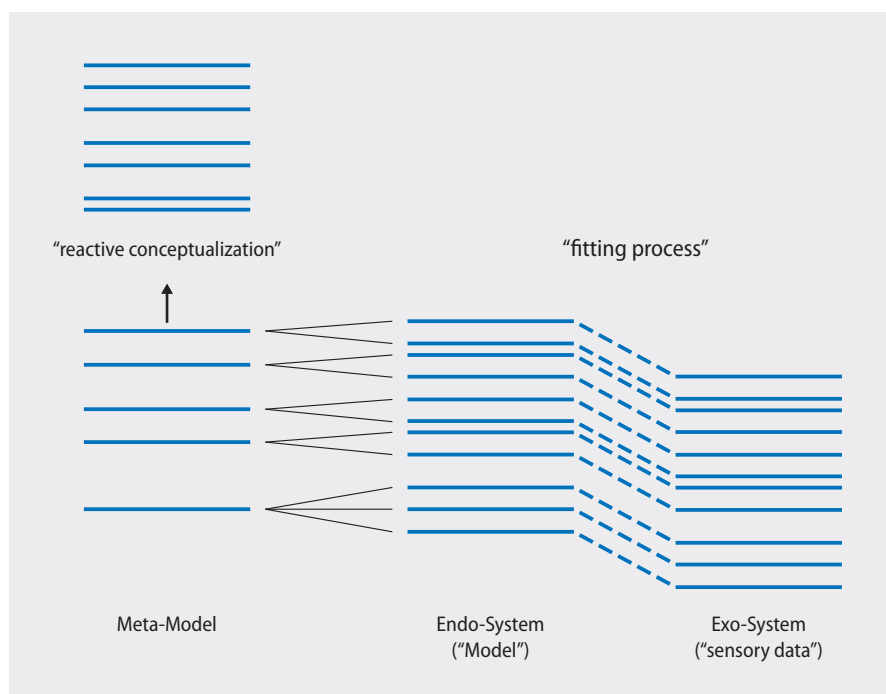 “reactive conceptualization”
“fitting process”
Meta-Model
Endo-System
(“Model”)
Exo-System
(“sensory data”)